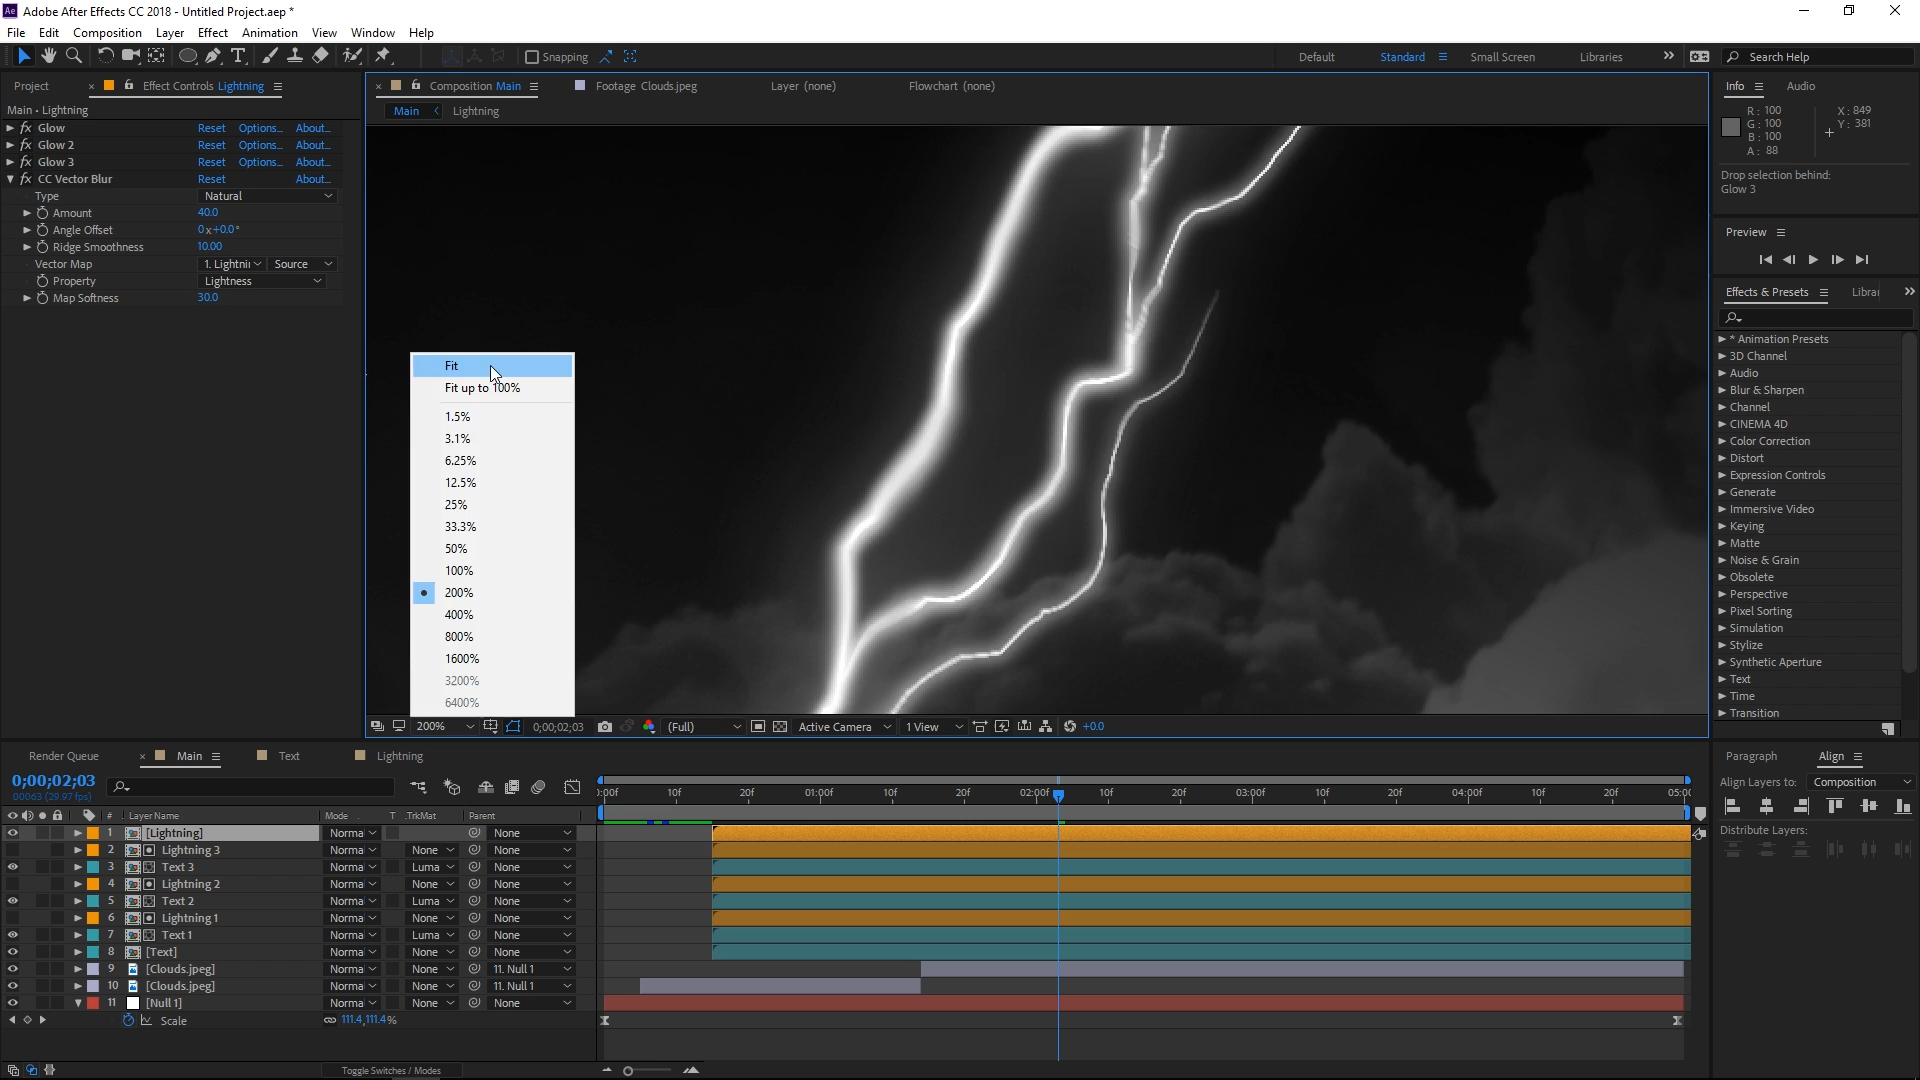 Ae Adobe After Effects CC 2018 - Untitled Project.aep *
File Edit Composition Layer Effect Animation View Window Help
Snapping Default Standard Small Screen Libraries Search Help
Project Effect Controls Lightning
Main • Lightning
fx Glow Reset Options... About...
fx Glow 2 Reset Options... About...
fx Glow 3 Reset Options... About...
fx CC Vector Blur Reset About...
Type Natural
Amount 40.0
Angle Offset 0x+0.0°
Ridge Smoothness 10.00
Vector Map 1. Lightni Source
Property Lightness
Map Softness 30.0
Composition Main Footage Clouds.jpeg Layer (none) Flowchart (none)
Main Lightning
Fit
Fit up to 100%
1.5%
3.1%
6.25%
12.5%
25%
33.3%
50%
100%
200%
400%
800%
1600%
3200%
6400%
200% 0;00;02;03 (Full) Active Camera 1 View +0.0
Info Audio
R: 100 X: 849
G: 100 Y: 381
B: 100
A: 88
Drop selection behind:
Glow 3
Preview
Effects & Presets Librar
* Animation Presets
3D Channel
Audio
Blur & Sharpen
Channel
CINEMA 4D
Color Correction
Distort
Expression Controls
Generate
Immersive Video
Keying
Matte
Noise & Grain
Obsolete
Perspective
Pixel Sorting
Simulation
Stylize
Synthetic Aperture
Text
Time
Transition
Render Queue Main Text Lightning
0;00;02;03
00063 (29.97 fps)
# Layer Name Mode T .TrkMat Parent
1 [Lightning] Normal None
2 Lightning 3 Normal None None
3 Text 3 Normal Luma None
4 Lightning 2 Normal None None
5 Text 2 Normal Luma None
6 Lightning 1 Normal None None
7 Text 1 Normal Luma None
8 [Text] Normal None None
9 [Clouds.jpeg] Normal None 11. Null 1
10 [Clouds.jpeg] Normal None 11. Null 1
11 [Null 1] Normal None None
Scale 111.4,111.4%
Toggle Switches / Modes
):00f 10f 20f 01:00f 10f 20f 02:00f 10f 20f 03:00f 10f 20f 04:00f 10f 20f 05:00
Paragraph Align
Align Layers to: Composition
Distribute Layers: